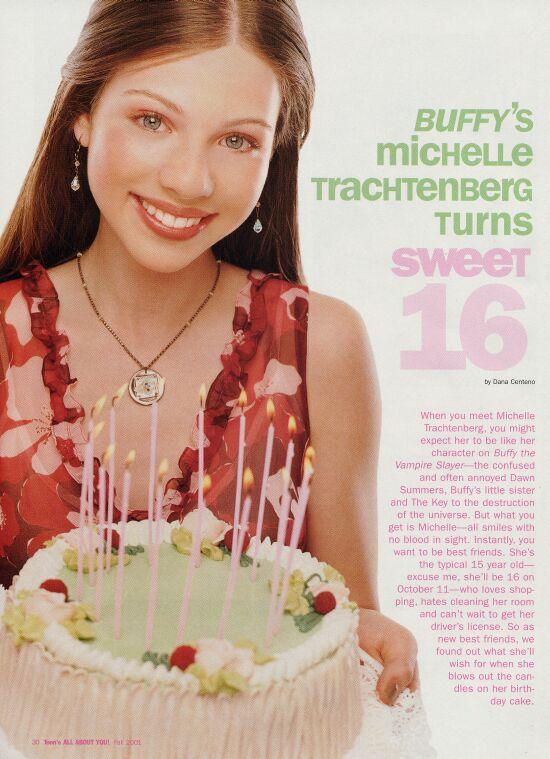 BUFFY's
michelle
Trachtenberg
Turns
sweet
16
by Dana Centeno
When you meet Michelle
Trachtenberg, you might
expect her to be like her
character on Buffy the
Vampire Slayer—the confused
and often annoyed Dawn
Summers, Buffy's little sister
and The Key to the destruction
of the universe. But what you
get is Michelle—all smiles with
no blood in sight. Instantly, you
want to be best friends. She's
the typical 15 year old—
excuse me, she'll be 16 on
October 11—who loves shop-
ping, hates cleaning her room
and can't wait to get her
driver's license. So as
new best friends, we
found out what she'll
wish for when she
blows out the can-
dles on her birth-
day cake.
30 Teen's ALL ABOUT YOU! Fall 2001